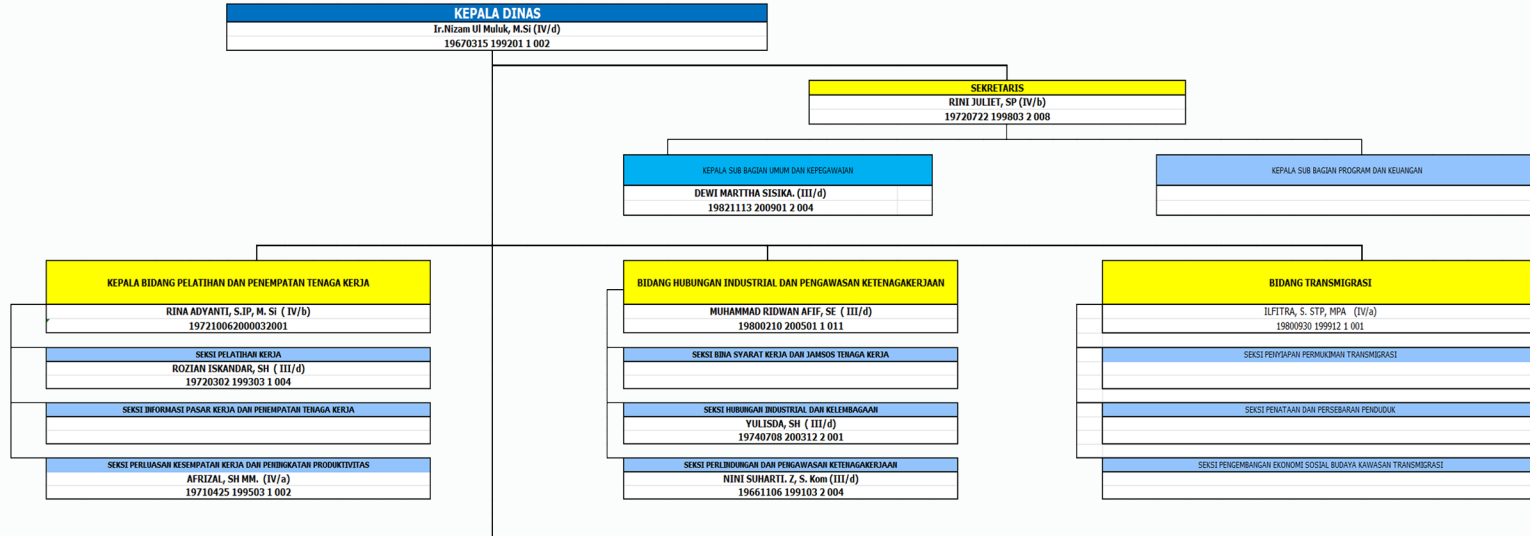 KEPALA DINAS
Ir.Nizam Ul Muluk, M.Si (IV/d)
19670315 199201 1 002
SEKRETARIS
RINI JULIET, SP (IV/b)
19720722 199803 2 008
KEPALA SUB BAGIAN UMUM DAN KEPEGAWAIAN
DEWI MARTTHA SISIKA. (III/d)
19821113 200901 2 004
KEPALA SUB BAGIAN PROGRAM DAN KEUANGAN
KEPALA BIDANG PELATIHAN DAN PENEMPATAN TENAGA KERJA
RINA ADYANTI, S.IP, M. Si ( IV/b)
197210062000032001
SEKSI PELATIHAN KERJA
ROZIAN ISKANDAR, SH ( III/d)
19720302 199303 1 004
SEKSI INFORMASI PASAR KERJA DAN PENEMPATAN TENAGA KERJA
SEKSI PERLUASAN KESEMPATAN KERJA DAN PENINGKATAN PRODUKTIVITAS
AFRIZAL, SH MM. (IV/a)
19710425 199503 1 002
BIDANG HUBUNGAN INDUSTRIAL DAN PENGAWASAN KETENAGAKERJAAN
MUHAMMAD RIDWAN AFIF, SE ( III/d)
19800210 200501 1 011
SEKSI BINA SYARAT KERJA DAN JAMSOS TENAGA KERJA
SEKSI HUBUNGAN INDUSTRIAL DAN KELEMBAGAAN
YULISDA, SH ( III/d)
19740708 200312 2 001
SEKSI PERLINDUNGAN DAN PENGAWASAN KETENAGAKERJAAN
NINI SUHARTI. Z, S. Kom (III/d)
19661106 199103 2 004
BIDANG TRANSMIGRASI
ILFITRA, S. STP, MPA (IV/a)
19800930 199912 1 001
SEKSI PENYIAPAN PERMUKIMAN TRANSMIGRASI
SEKSI PENATAAN DAN PERSEBARAN PENDUDUK
SEKSI PENGEMBANGAN EKONOMI SOSIAL BUDAYA KAWASAN TRANSMIGRASI